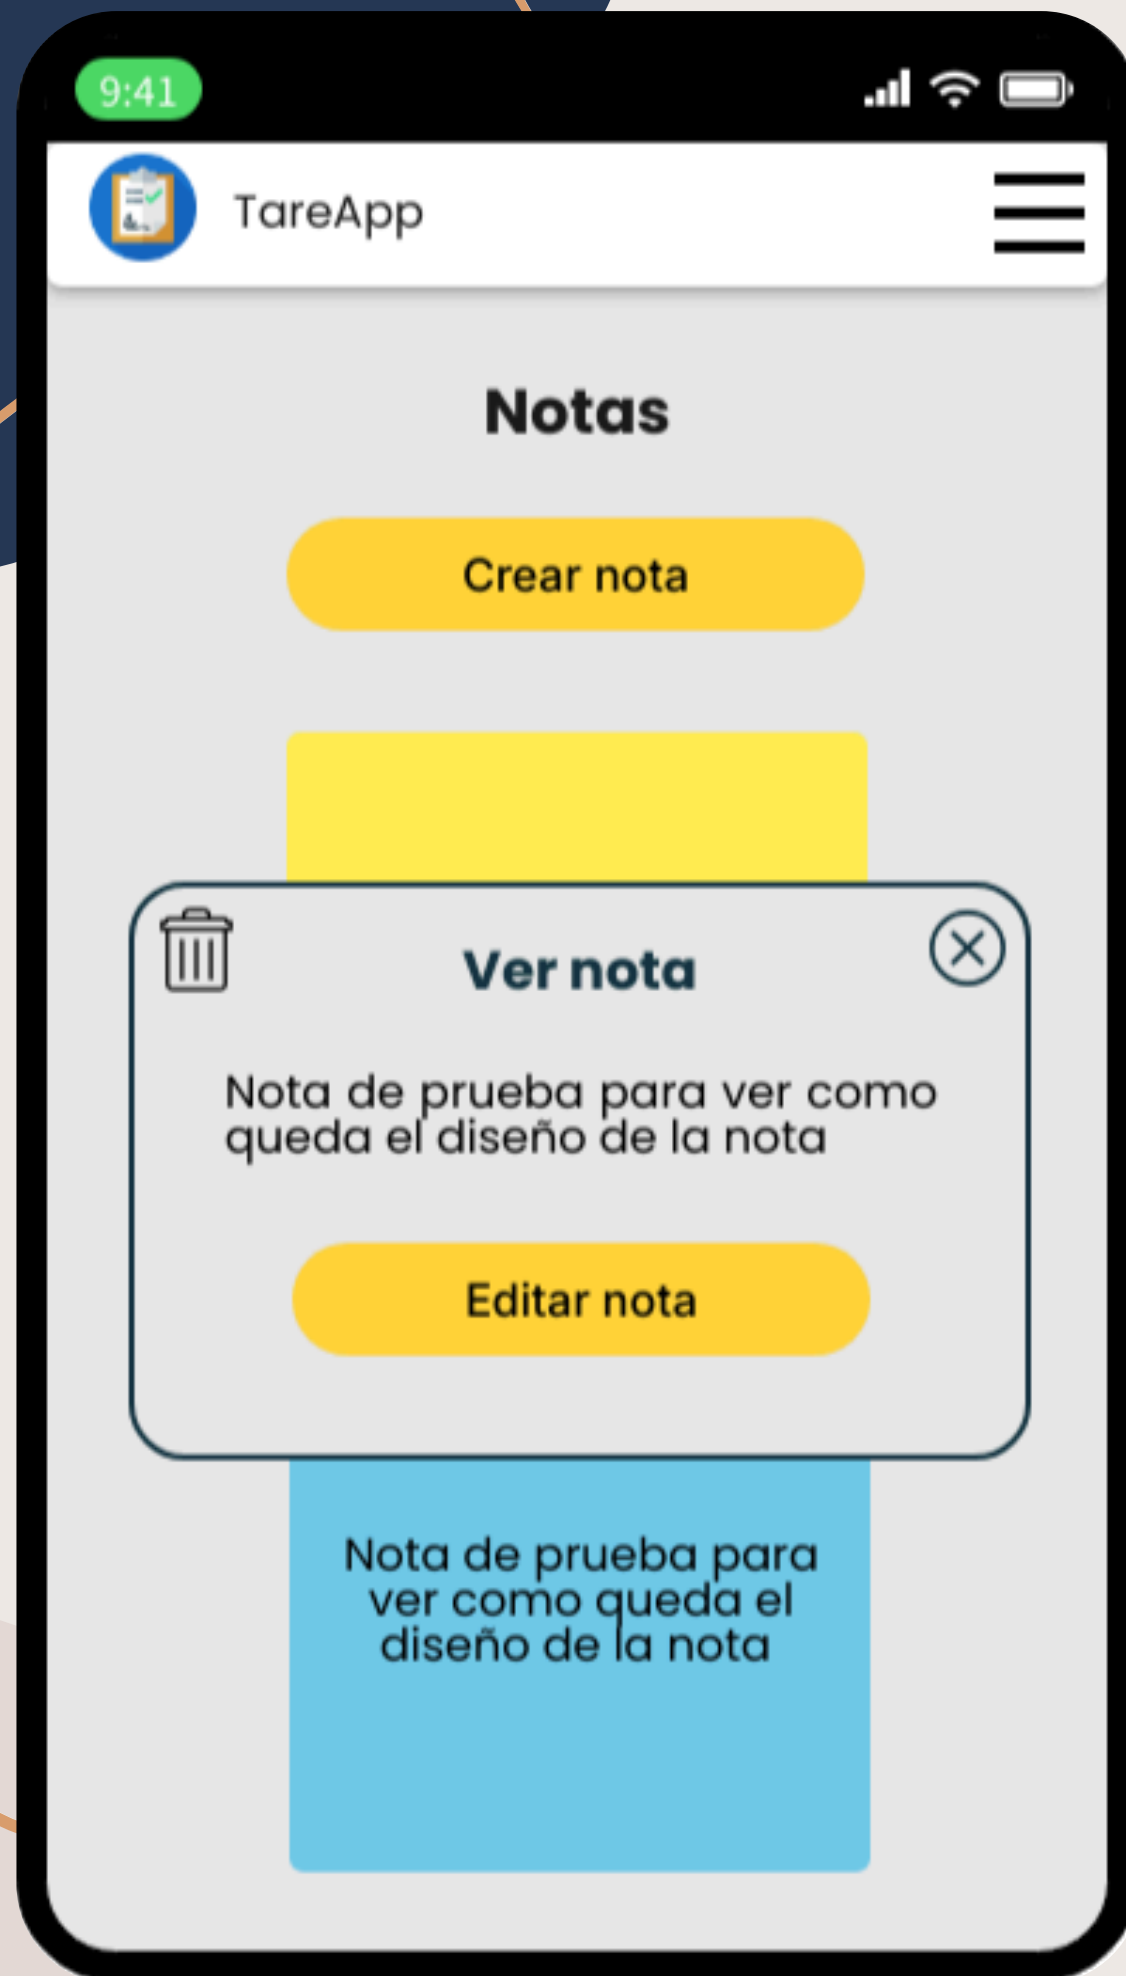 9:41
TareApp
Notas
Crear nota
Ver nota
Nota de prueba para ver como
queda el diseño de la nota
Editar nota
Nota de prueba para
ver como queda el
diseño de la nota